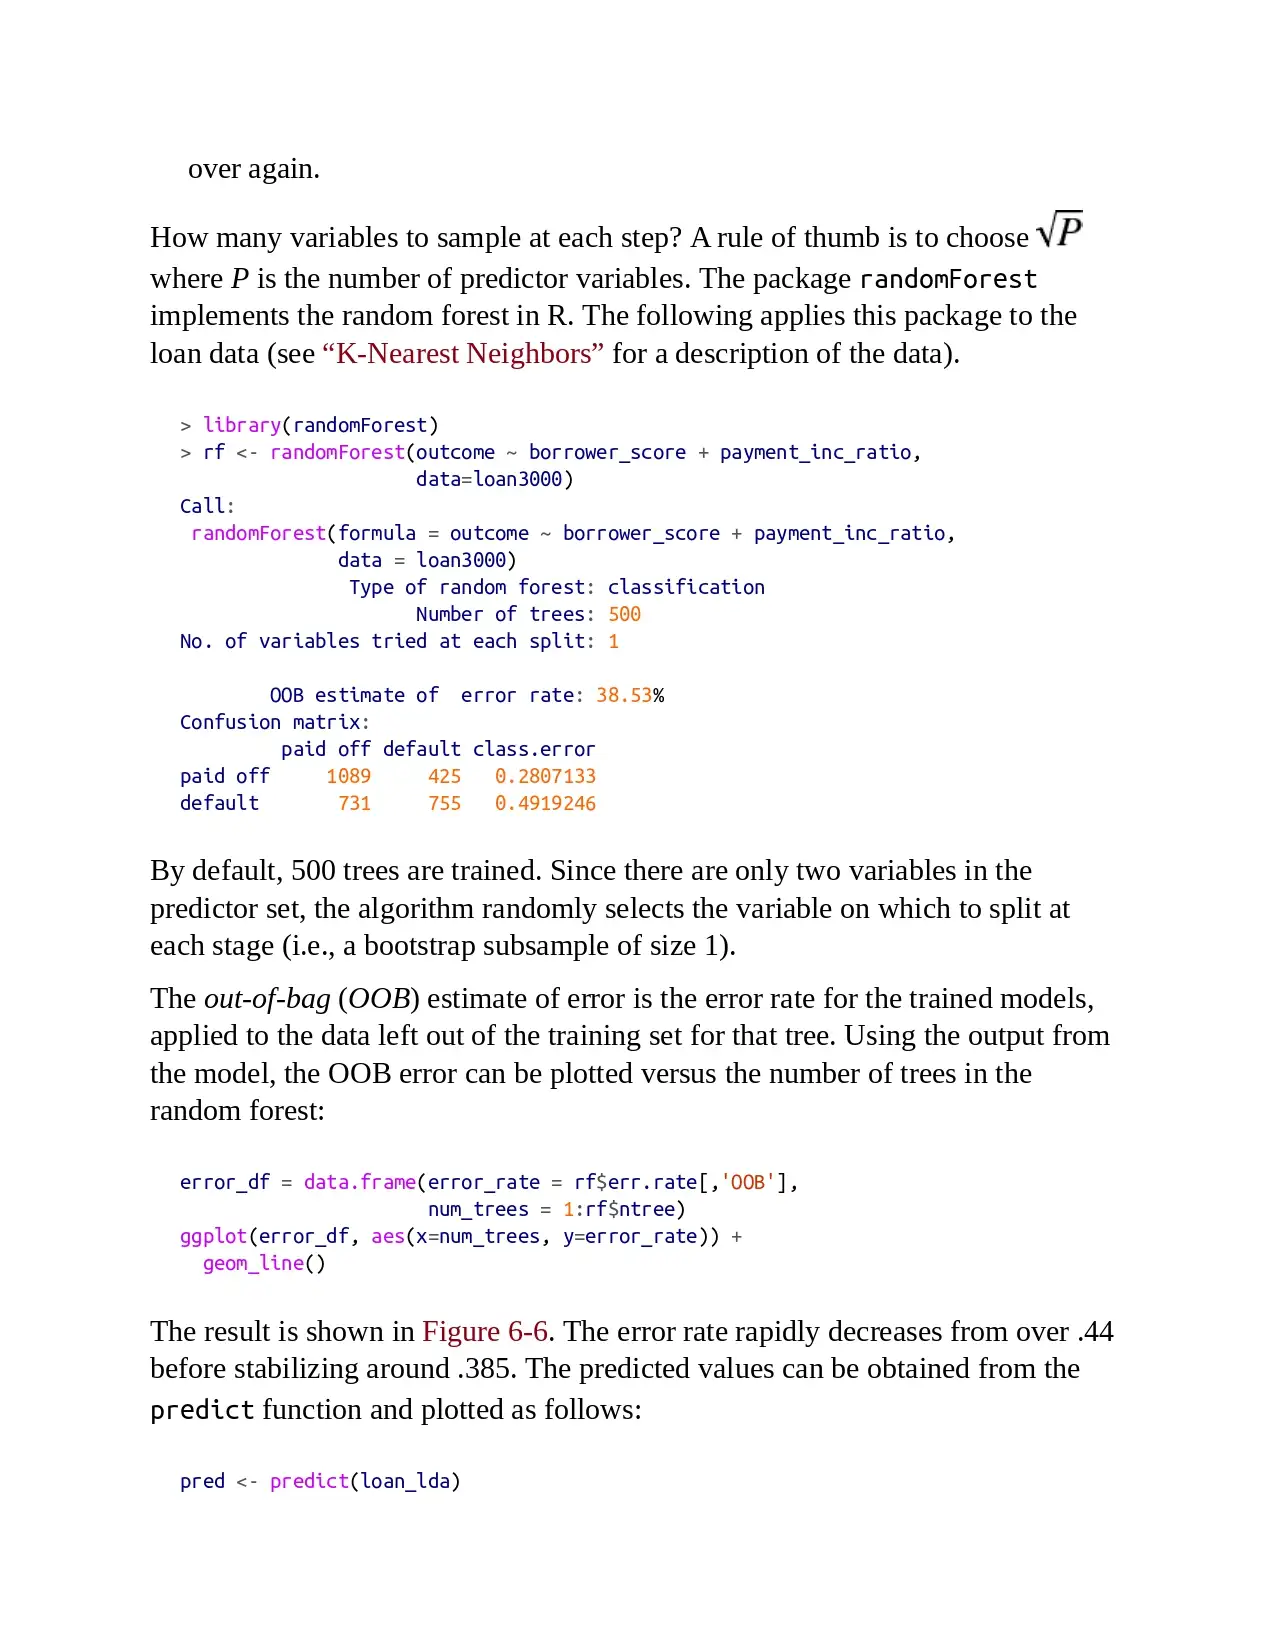 over again.
How many variables to sample at each step? A rule of thumb is to choose √P
where P is the number of predictor variables. The package randomForest
implements the random forest in R. The following applies this package to the
loan data (see “K-Nearest Neighbors” for a description of the data).
> library(randomForest)
> rf <- randomForest(outcome ~ borrower_score + payment_inc_ratio,
                     data=loan3000)
Call:
 randomForest(formula = outcome ~ borrower_score + payment_inc_ratio,
              data = loan3000)
               Type of random forest: classification
                     Number of trees: 500
No. of variables tried at each split: 1
        OOB estimate of  error rate: 38.53%
Confusion matrix:
         paid off default class.error
paid off     1089     425   0.2807133
default       731     755   0.4919246
By default, 500 trees are trained. Since there are only two variables in the
predictor set, the algorithm randomly selects the variable on which to split at
each stage (i.e., a bootstrap subsample of size 1).
The out-of-bag (OOB) estimate of error is the error rate for the trained models,
applied to the data left out of the training set for that tree. Using the output from
the model, the OOB error can be plotted versus the number of trees in the
random forest:
error_df = data.frame(error_rate = rf$err.rate[,'OOB'],
                      num_trees = 1:rf$ntree)
ggplot(error_df, aes(x=num_trees, y=error_rate)) +
  geom_line()
The result is shown in Figure 6-6. The error rate rapidly decreases from over .44
before stabilizing around .385. The predicted values can be obtained from the
predict function and plotted as follows:
pred <- predict(loan_lda)